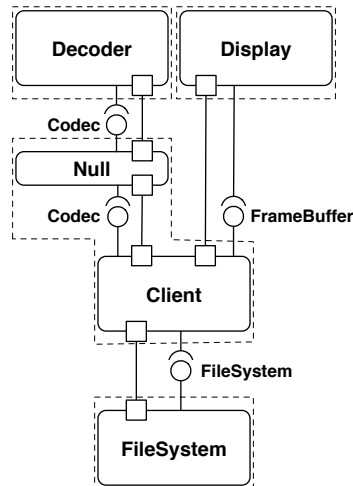 Decoder
Display
Codec
Null
Codec
FrameBuffer
Client
FileSystem
FileSystem